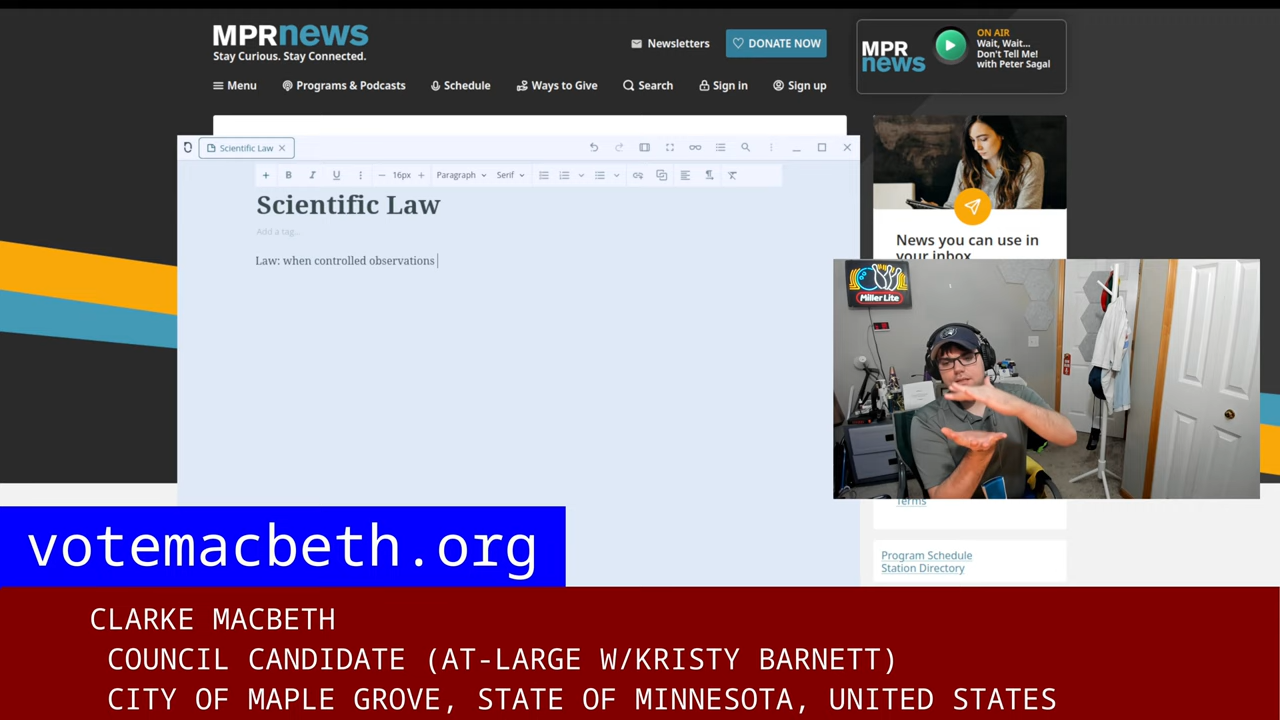 MPRnews
Stay Curious. Stay Connected.
Newsletters
DONATE NOW
MPR
news
ON AIR
Wait, Wait...
Don't Tell Me!
with Peter Sagal
Menu
Programs & Podcasts
Schedule
Ways to Give
Search
Sign in
Sign up
Scientific Law
16px
Paragraph
Serif
Scientific Law
Add a tag...
Law: when controlled observations
News you can use in
your inbox
Miller Lite
Terms
Program Schedule
Station Directory
votemacbeth.org
CLARKE MACBETH
COUNCIL CANDIDATE (AT-LARGE W/KRISTY BARNETT)
CITY OF MAPLE GROVE, STATE OF MINNESOTA, UNITED STATES